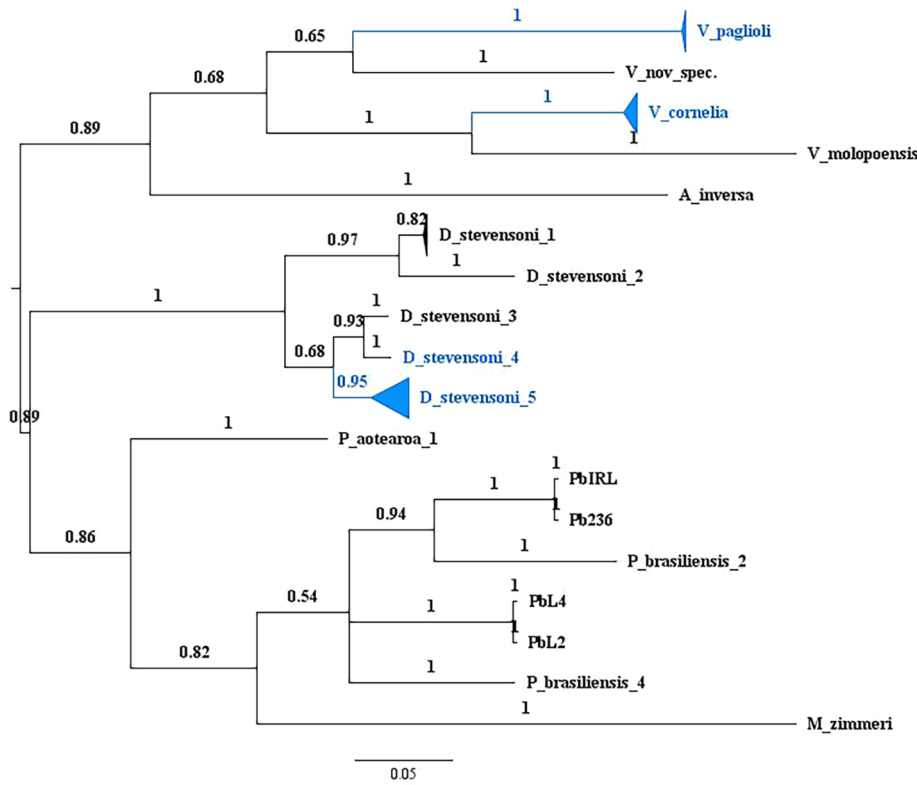 1
V_paglioli
0.65
1
V_nov_spec.
0.68
1
V_cornelia
1
1
V_molopoensis
0.89
1
A_inversa
0.82
D_stevensoni_1
0.97
1
D_stevensoni_2
1
1
D_stevensoni_3
0.93
1
D_stevensoni_4
0.68
0.95
D_stevensoni_5
0.89
1
P_aotearoa_1
1
PbIRL
1
1
Pb236
0.94
1
P_brasiliensis_2
0.86
1
PbL4
0.54
1
1
PbL2
0.82
1
P_brasiliensis_4
1
M_zimmeri
0.05